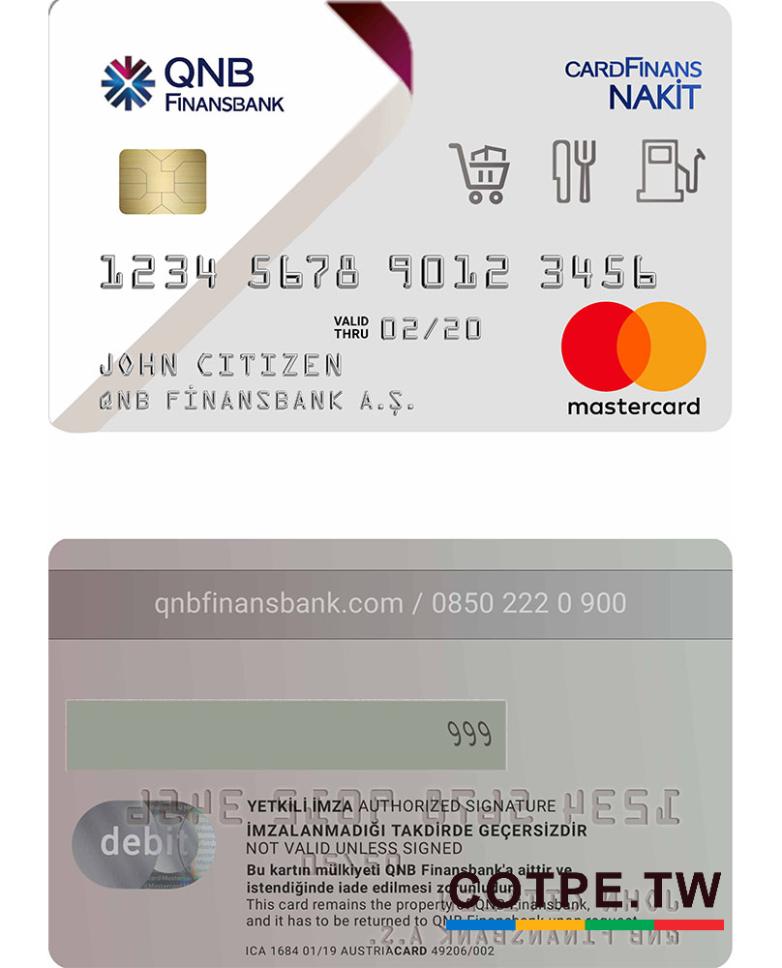 QNB
FINANSBANK
CARDFINANS
NAKİT
1234 5678 9012 3456
VALID
THRU 02/20
JOHN CITIZEN
QNB FİNANSBANK A.Ş.
mastercard
qnbfinansbank.com / 0850 222 0 900
999
YETKİLİ İMZA AUTHORIZED SIGNATURE
İMZALANMADIĞI TAKDİRDE GEÇERSİZDİR
NOT VALID UNLESS SIGNED
debit
Bu kartın mülkiyeti QNB Finansbank'a aittir ve
istendiğinde iade edilmesi zorunludur.
This card remains the property of QNB Finansbank,
and it has to be returned to QNB Finansbank upon request.
COTPE.TW
ICA 1684 01/19 AUSTRIACARD 49206/002